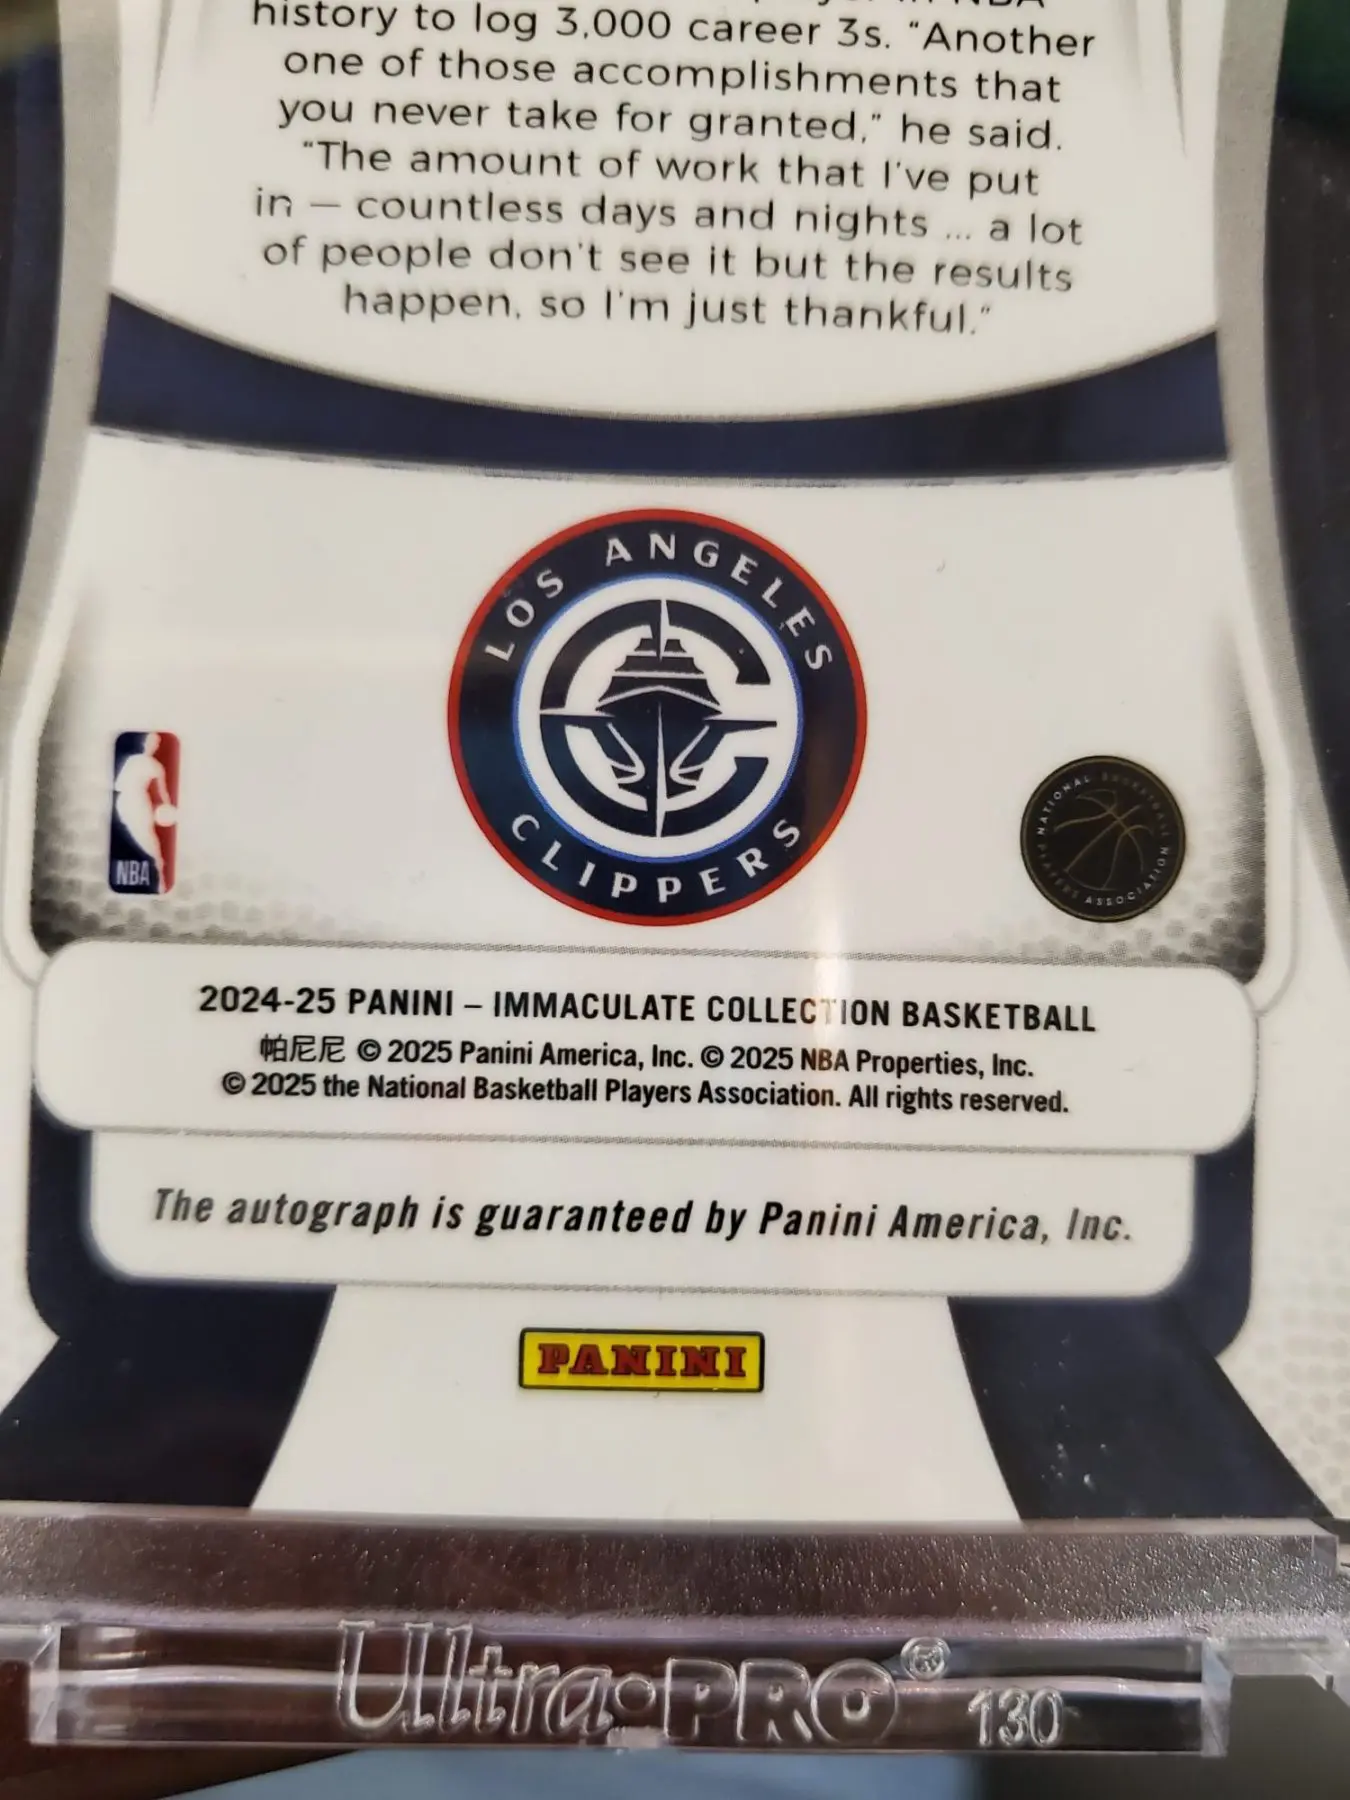 history to log 3,000 career 3s. “Another
one of those accomplishments that
you never take for granted,” he said.
“The amount of work that I’ve put
in — countless days and nights ... a lot
of people don’t see it but the results
happen, so I’m just thankful.”
LOS ANGELES
CLIPPERS
NBA
NATIONAL BASKETBALL
PLAYERS ASSOCIATION
2024-25 PANINI – IMMACULATE COLLECTION BASKETBALL
帕尼尼 © 2025 Panini America, Inc. © 2025 NBA Properties, Inc.
© 2025 the National Basketball Players Association. All rights reserved.
The autograph is guaranteed by Panini America, Inc.
PANINI
Ultra•PRO® 130